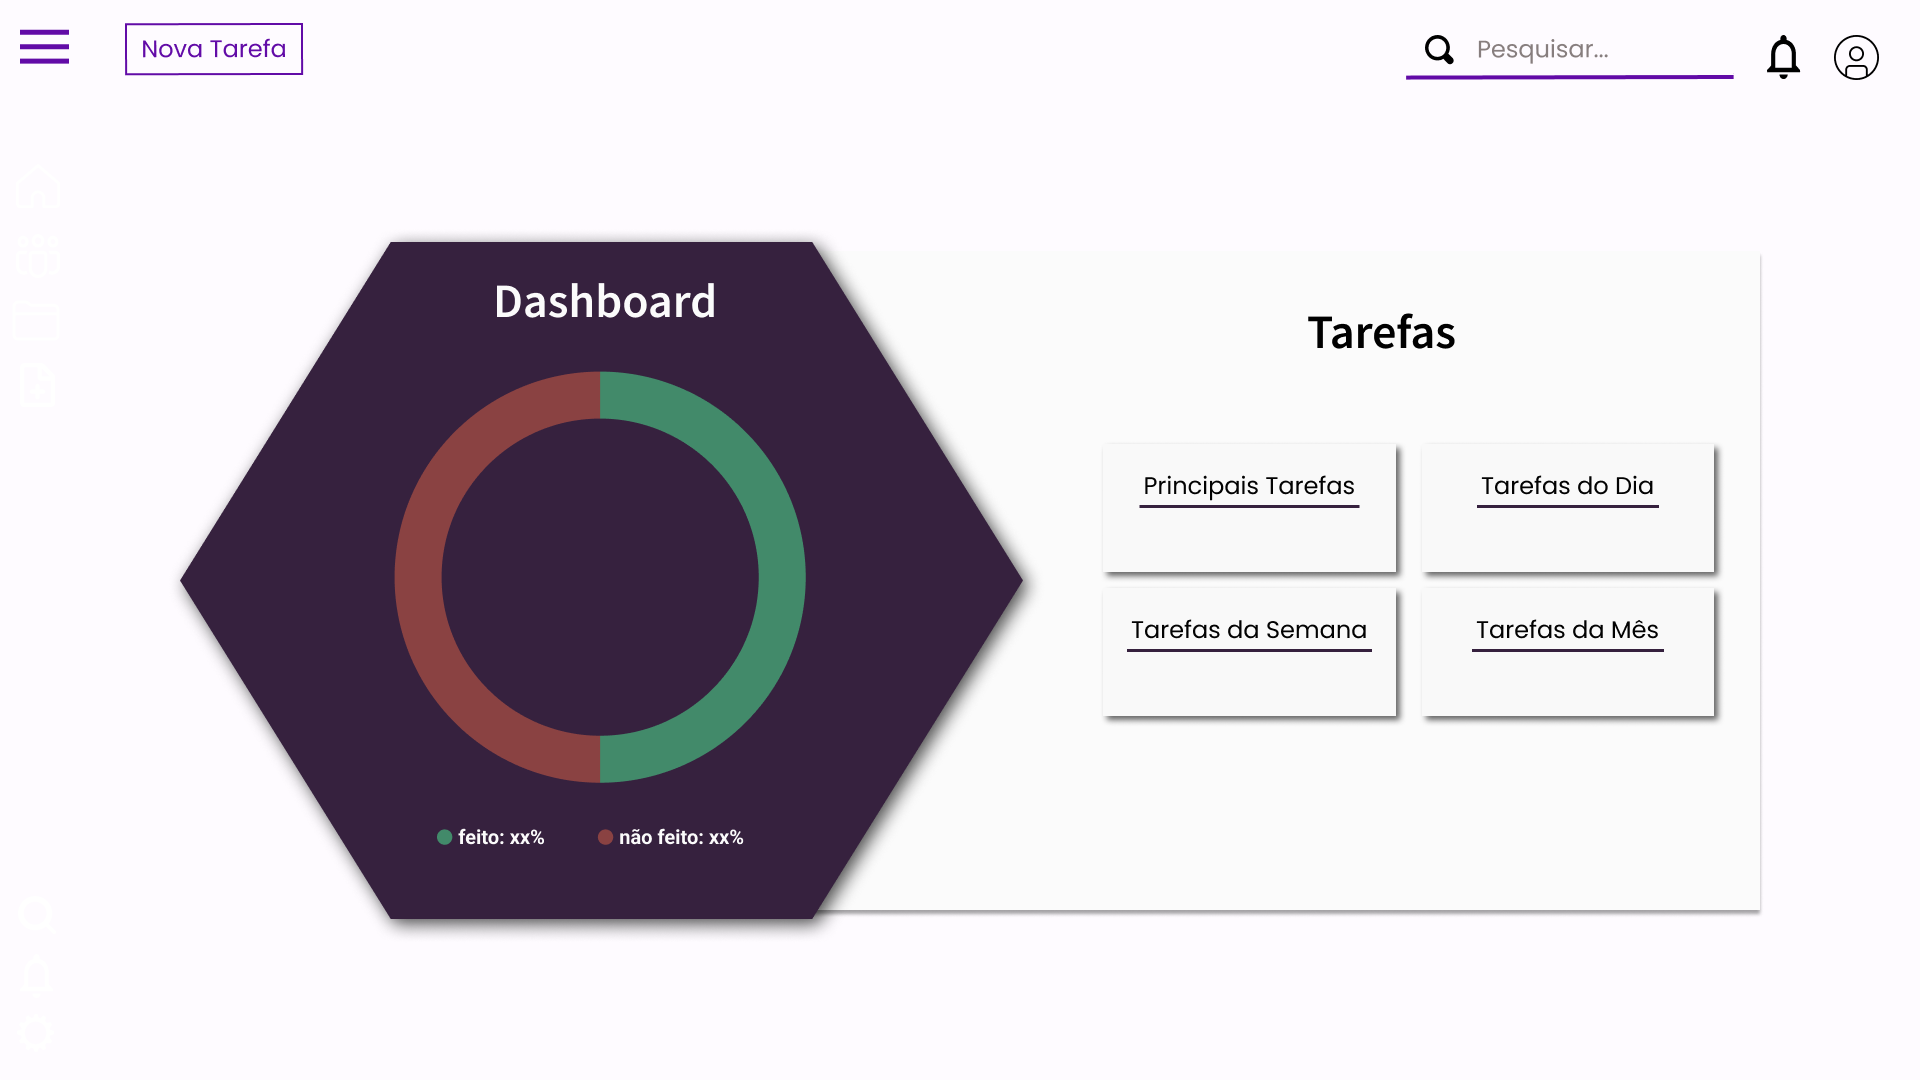 Nova Tarefa
Pesquisar...
Dashboard
feito: xx%
não feito: xx%
Tarefas
Principais Tarefas
Tarefas do Dia
Tarefas da Semana
Tarefas da Mês